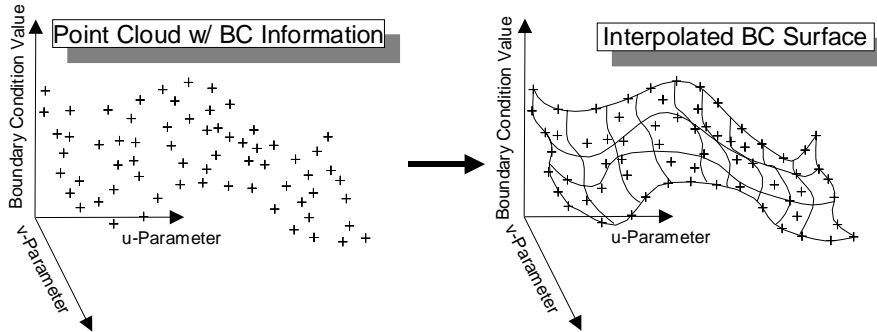 Point Cloud w/ BC Information
Boundary Condition Value
u-Parameter
v-Parameter
Interpolated BC Surface
Boundary Condition Value
u-Parameter
v-Parameter